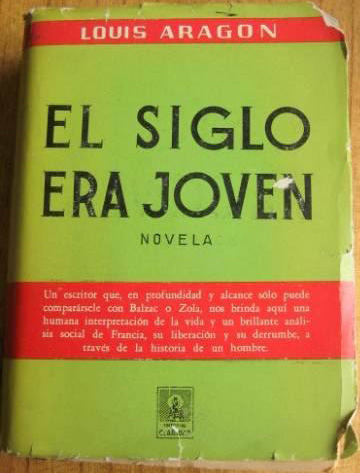 LOUIS ARAGON
EL SIGLO
ERA JOVEN
NOVELA
Un escritor que, en profundidad y alcance sólo puede
comparársele con Balzac o Zola, nos brinda aquí una
humana interpretación de la vida y un brillante análi-
sis social de Francia, su liberación y su derrumbe, a
través de la historia de un hombre.